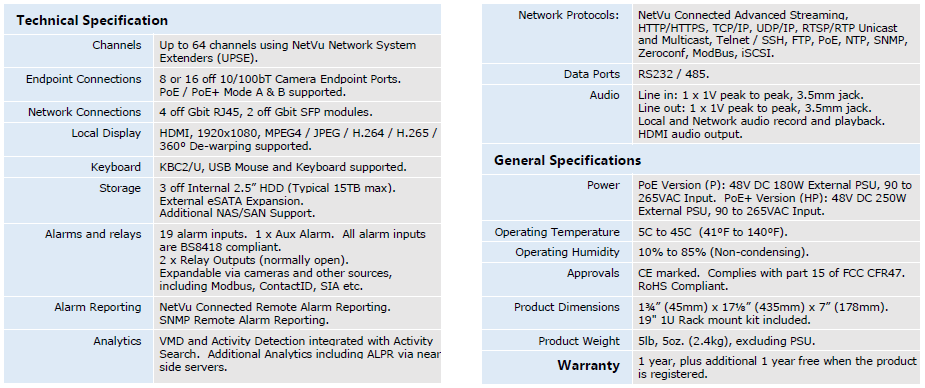 Technical Specification
Channels
Up to 64 channels using NetVu Network System
Extenders (UPSE).
Endpoint Connections
8 or 16 off 10/100bT Camera Endpoint Ports.
PoE / PoE+ Mode A & B supported.
Network Connections
4 off Gbit RJ45, 2 off Gbit SFP modules.
Local Display
HDMI, 1920x1080, MPEG4 / JPEG / H.264 / H.265 /
360º De-warping supported.
Keyboard
KBC2/U, USB Mouse and Keyboard supported.
Storage
3 off Internal 2.5” HDD (Typical 15TB max).
External eSATA Expansion.
Additional NAS/SAN Support.
Alarms and relays
19 alarm inputs.  1 x Aux Alarm.  All alarm inputs
are BS8418 compliant.
2 x Relay Outputs (normally open).
Expandable via cameras and other sources,
including Modbus, ContactID, SIA etc.
Alarm Reporting
NetVu Connected Remote Alarm Reporting.
SNMP Remote Alarm Reporting.
Analytics
VMD and Activity Detection integrated with Activity
Search.  Additional Analytics including ALPR via near
side servers.
Network Protocols:
NetVu Connected Advanced Streaming,
HTTP/HTTPS, TCP/IP, UDP/IP, RTSP/RTP Unicast
and Multicast, Telnet / SSH, FTP, PoE, NTP, SNMP,
Zeroconf, ModBus, iSCSI.
Data Ports
RS232 / 485.
Audio
Line in: 1 x 1V peak to peak, 3.5mm jack.
Line out: 1 x 1V peak to peak, 3.5mm jack.
Local and Network audio record and playback.
HDMI audio output.
General Specifications
Power
PoE Version (P): 48V DC 180W External PSU, 90 to
265VAC Input.  PoE+ Version (HP): 48V DC 250W
External PSU, 90 to 265VAC Input.
Operating Temperature
5C to 45C  (41ºF to 140ºF).
Operating Humidity
10% to 85% (Non-condensing).
Approvals
CE marked.  Complies with part 15 of FCC CFR47.
RoHS Compliant.
Product Dimensions
1¾” (45mm) x 17⅛” (435mm) x 7” (178mm).
19" 1U Rack mount kit included.
Product Weight
5lb, 5oz. (2.4kg), excluding PSU.
Warranty
1 year, plus additional 1 year free when the product
is registered.